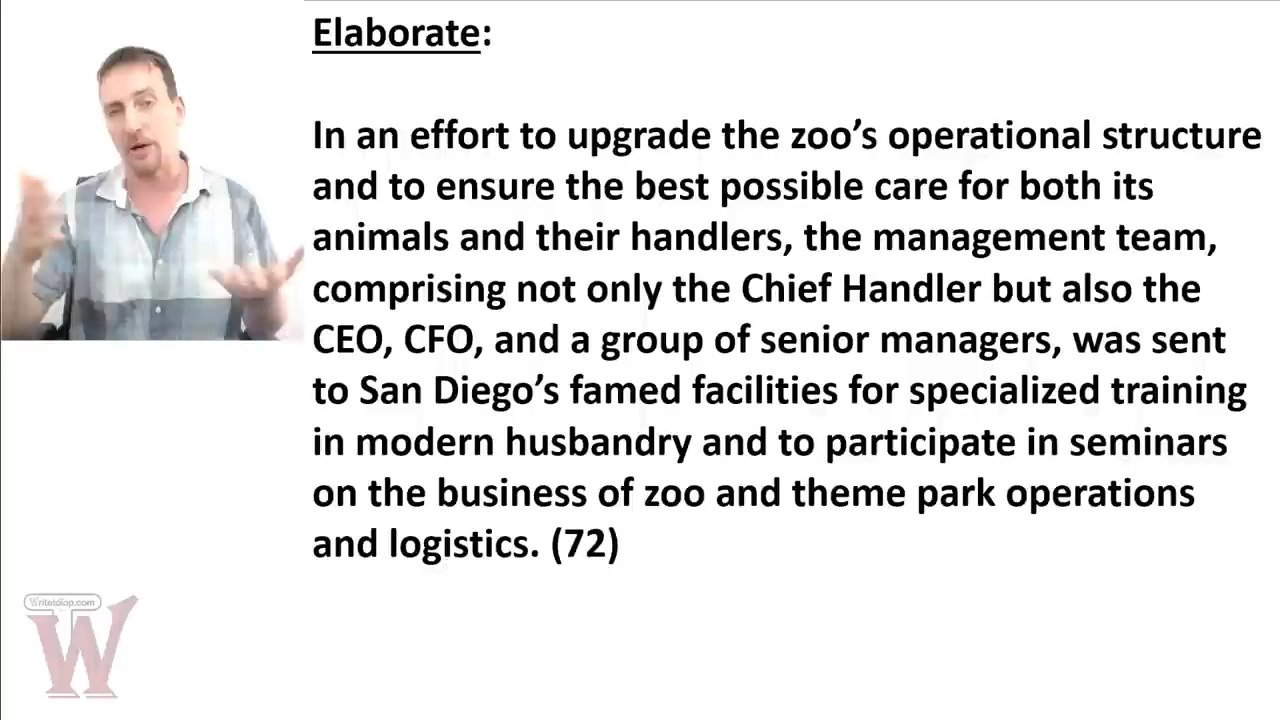 Elaborate:
In an effort to upgrade the zoo’s operational structure
and to ensure the best possible care for both its
animals and their handlers, the management team,
comprising not only the Chief Handler but also the
CEO, CFO, and a group of senior managers, was sent
to San Diego’s famed facilities for specialized training
in modern husbandry and to participate in seminars
on the business of zoo and theme park operations
and logistics. (72)
Writetotop.com
W